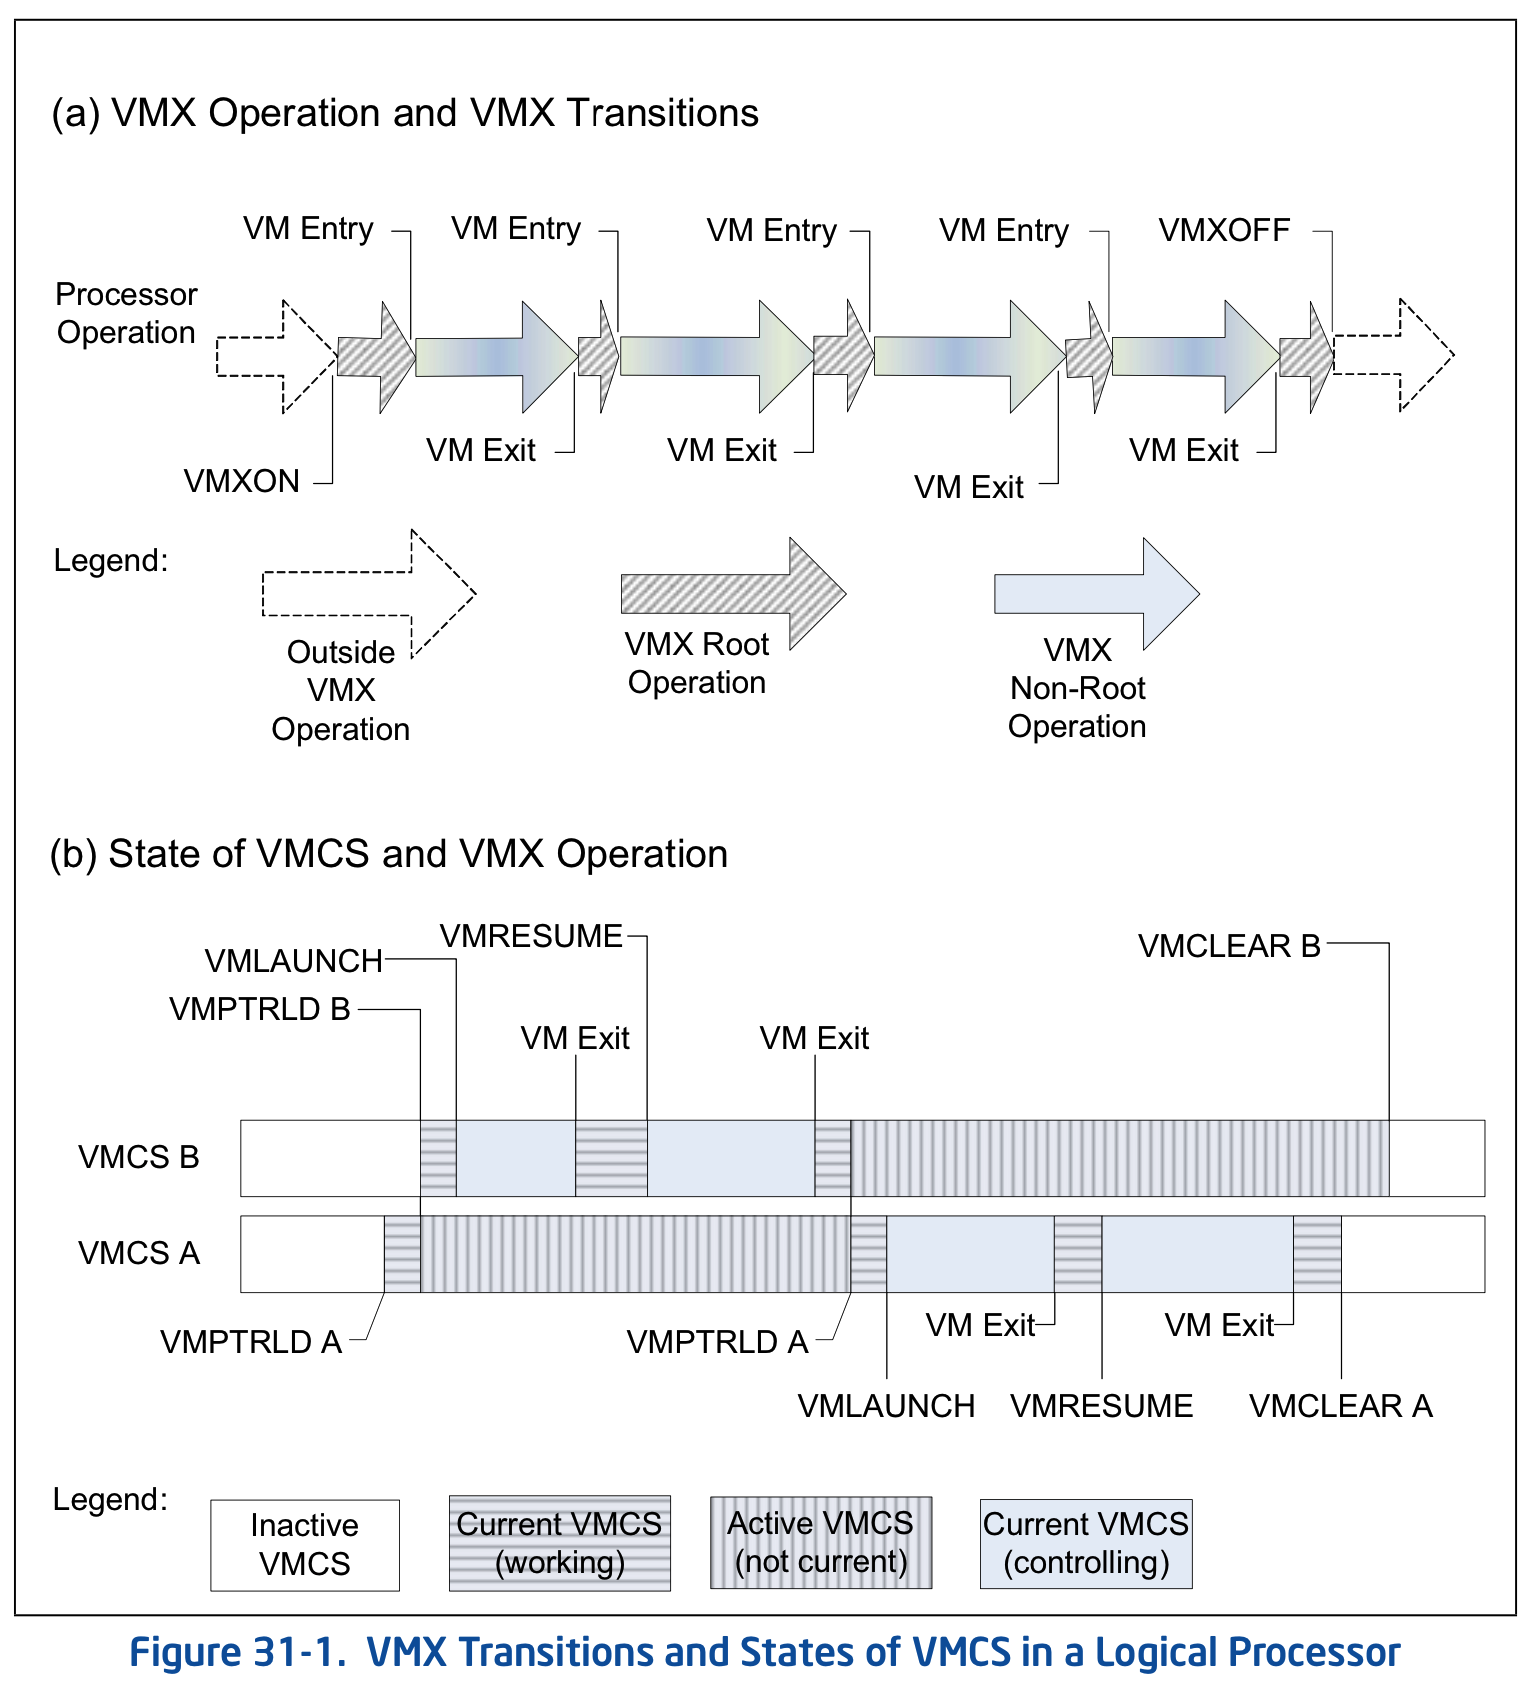 (a) VMX Operation and VMX Transitions
VM Entry
VM Entry
VM Entry
VM Entry
VMXOFF
Processor
Operation
VM Exit
VM Exit
VM Exit
VM Exit
VMXON
Legend:
Outside
VMX
Operation
VMX Root
Operation
VMX
Non-Root
Operation
(b) State of VMCS and VMX Operation
VMRESUME
VMLAUNCH
VMCLEAR B
VMPTRLD B
VM Exit
VM Exit
VMCS B
VMCS A
VMPTRLD A
VMPTRLD A
VM Exit
VM Exit
VMLAUNCH
VMRESUME
VMCLEAR A
Legend:
Inactive
VMCS
Current VMCS
(working)
Active VMCS
(not current)
Current VMCS
(controlling)
Figure 31-1. VMX Transitions and States of VMCS in a Logical Processor